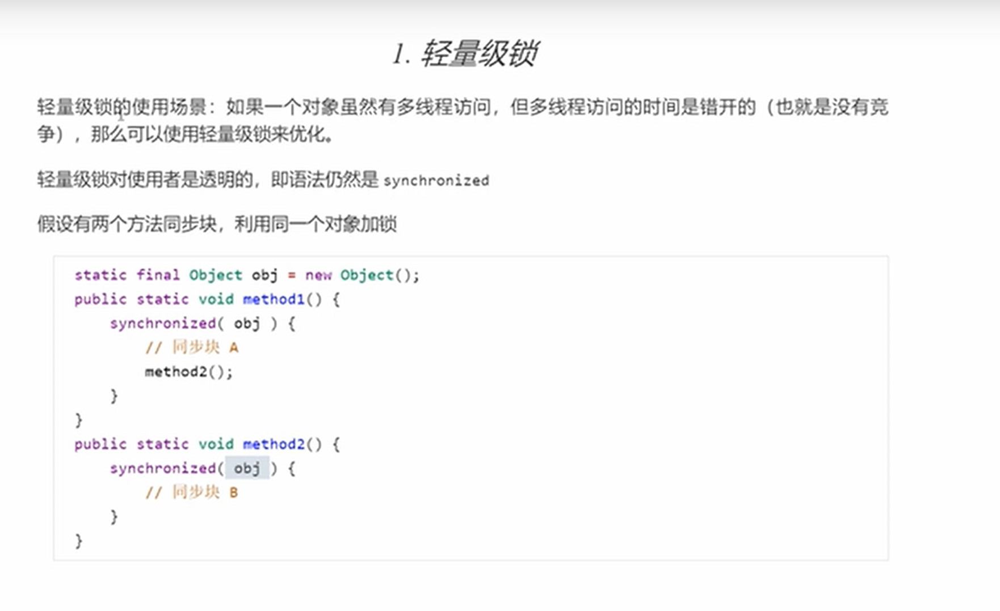 1. 轻量级锁
轻量级锁的使用场景：如果一个对象虽然有多线程访问，但多线程访问的时间是错开的（也就是没有竞
争），那么可以使用轻量级锁来优化。
轻量级锁对使用者是透明的，即语法仍然是 synchronized
假设有两个方法同步块，利用同一个对象加锁
static final Object obj = new Object();
public static void method1() {
    synchronized( obj ) {
        // 同步块 A
        method2();
    }
}
public static void method2() {
    synchronized( obj ) {
        // 同步块 B
    }
}